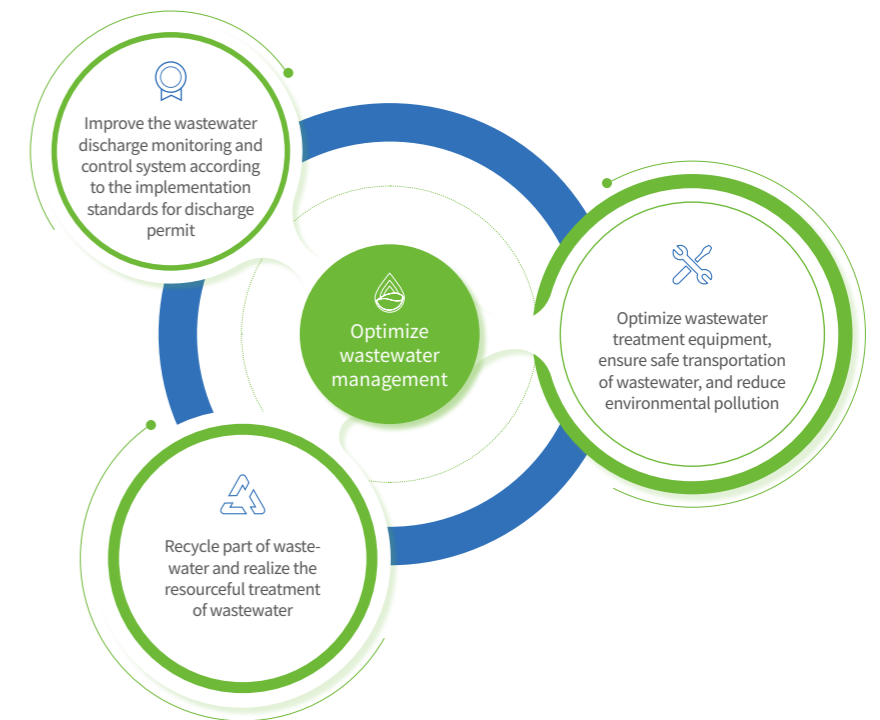 Improve the wastewater
discharge monitoring and
control system according
to the implementation
standards for discharge
permit
Optimize
wastewater
management
Optimize wastewater
treatment equipment,
ensure safe transportation
of wastewater, and reduce
environmental pollution
Recycle part of waste-
water and realize the
resourceful treatment
of wastewater